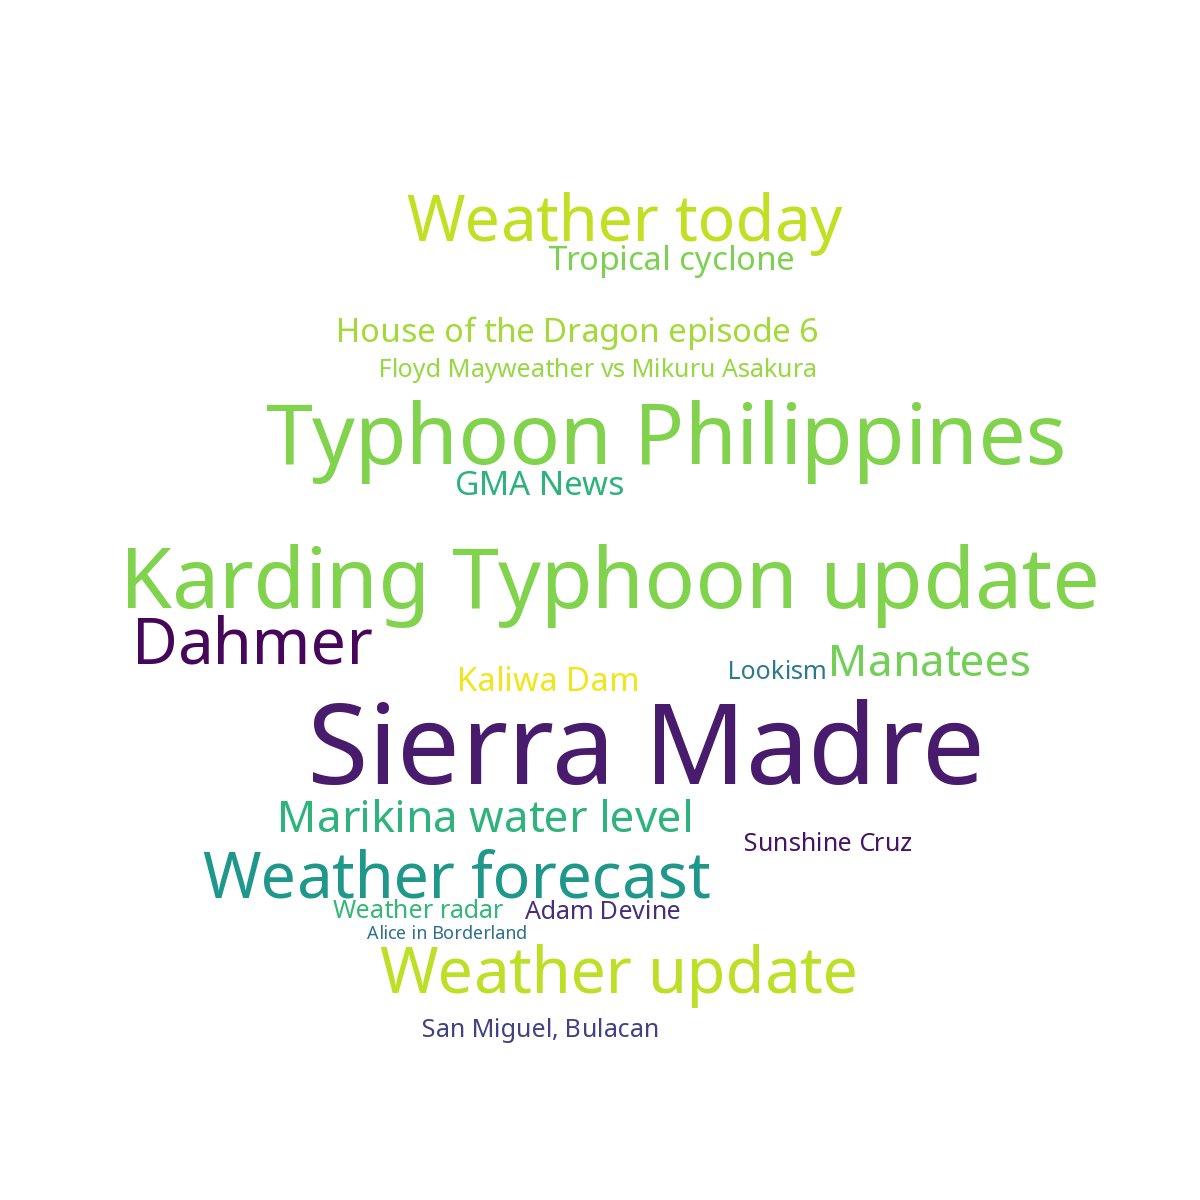 Weather today
Tropical cyclone
House of the Dragon episode 6
Floyd Mayweather vs Mikuru Asakura
Typhoon Philippines
GMA News
Karding Typhoon update
Dahmer
Manatees
Lookism
Kaliwa Dam
Sierra Madre
Marikina water level
Sunshine Cruz
Weather forecast
Weather radar
Adam Devine
Alice in Borderland
Weather update
San Miguel, Bulacan